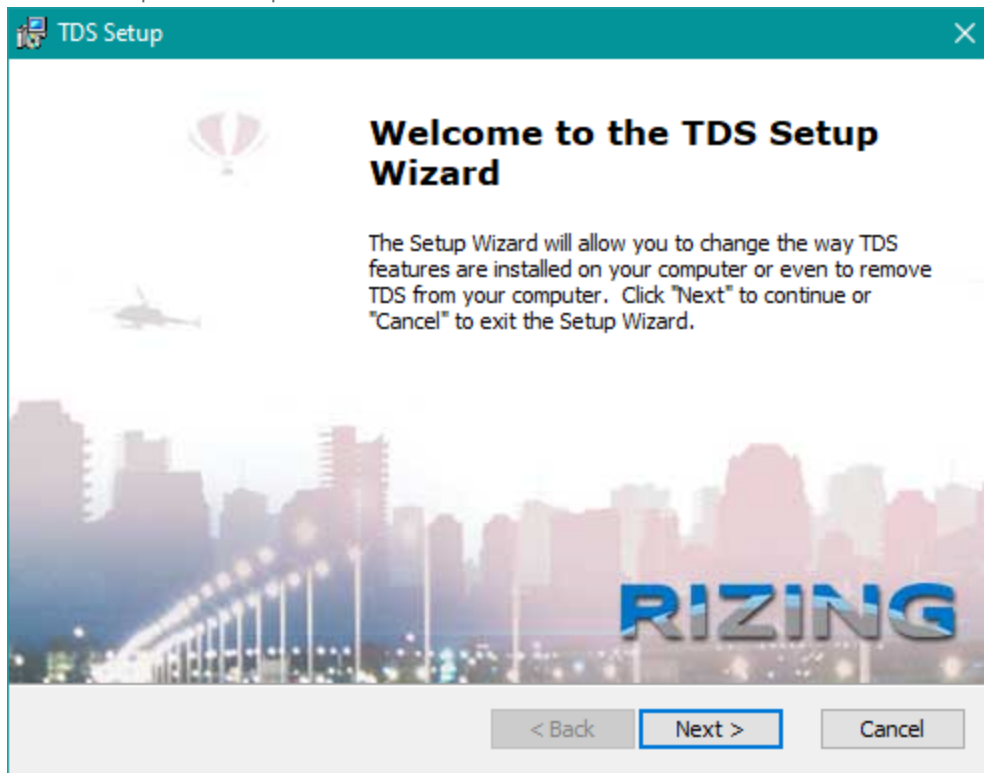 TDS Setup
Welcome to the TDS Setup
Wizard
The Setup Wizard will allow you to change the way TDS
features are installed on your computer or even to remove
TDS from your computer.  Click "Next" to continue or
"Cancel" to exit the Setup Wizard.
RIZING
< Back
Next >
Cancel